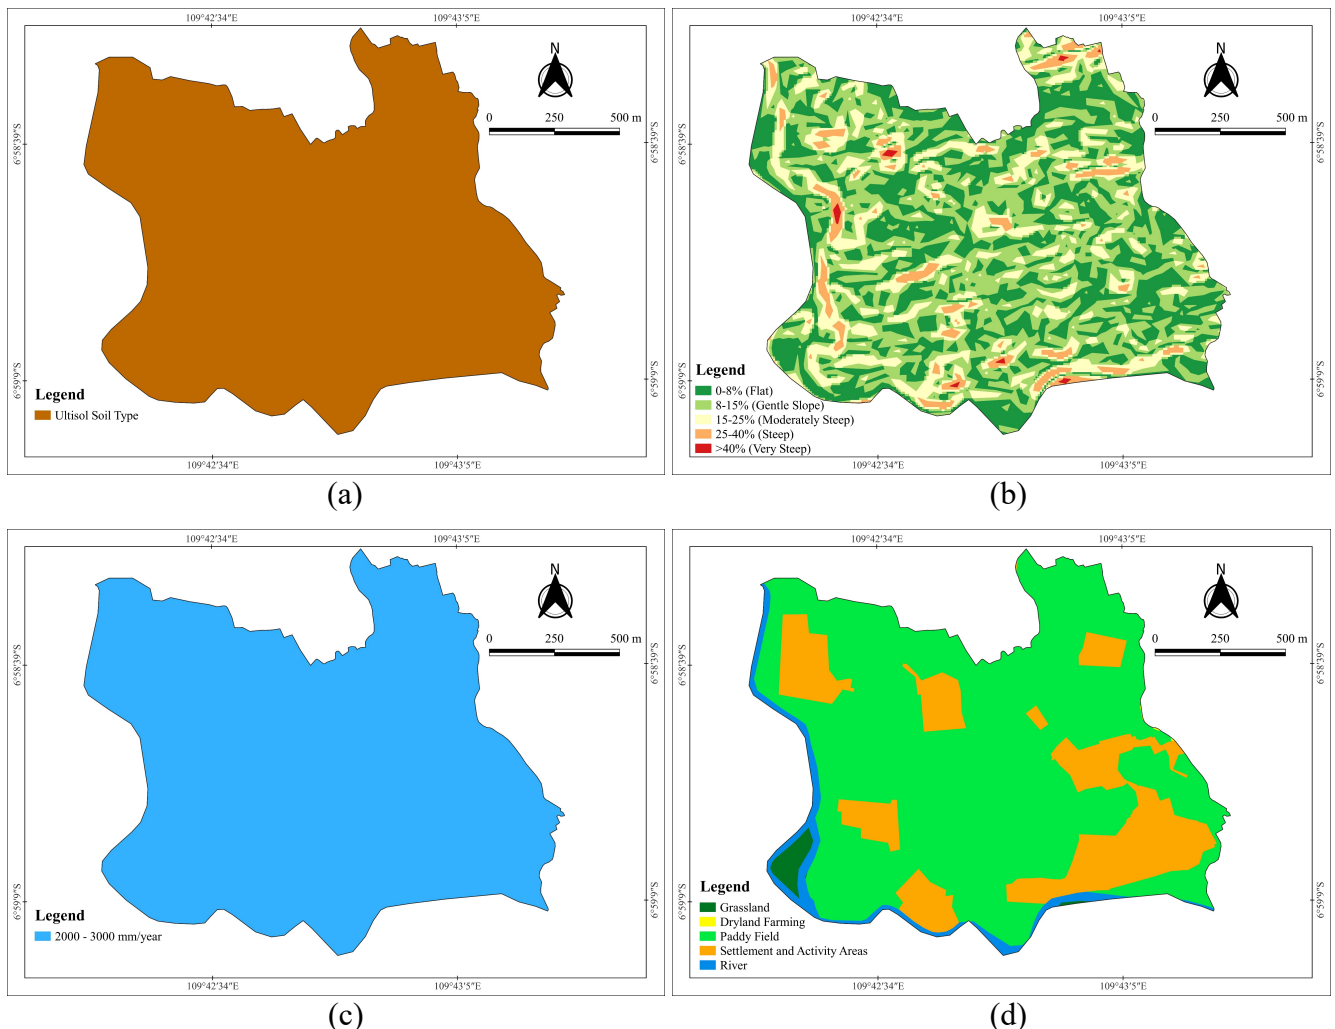 109°42'34"E 109°43'5"E
N
0 250 500 m
6°58'39"S 6°58'39"S
6°59'9"S 6°59'9"S
Legend
Ultisol Soil Type
109°42'34"E 109°43'5"E
(a)
109°42'34"E 109°43'5"E
N
0 250 500 m
6°58'39"S 6°58'39"S
6°59'9"S 6°59'9"S
Legend
0-8% (Flat)
8-15% (Gentle Slope)
15-25% (Moderately Steep)
25-40% (Steep)
>40% (Very Steep)
109°42'34"E 109°43'5"E
(b)
109°42'34"E 109°43'5"E
N
0 250 500 m
6°58'39"S 6°58'39"S
6°59'9"S 6°59'9"S
Legend
2000 - 3000 mm/year
109°42'34"E 109°43'5"E
(c)
109°42'34"E 109°43'5"E
N
0 250 500 m
6°58'39"S 6°58'39"S
6°59'9"S 6°59'9"S
Legend
Grassland
Dryland Farming
Paddy Field
Settlement and Activity Areas
River
109°42'34"E 109°43'5"E
(d)